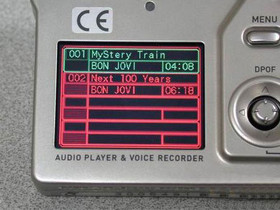 CE
MENU
001 MyStery Train
BON JOVI 04:08
002 Next 100 Years
BON JOVI 06:18
DPOF
AUDIO PLAYER & VOICE RECORDER